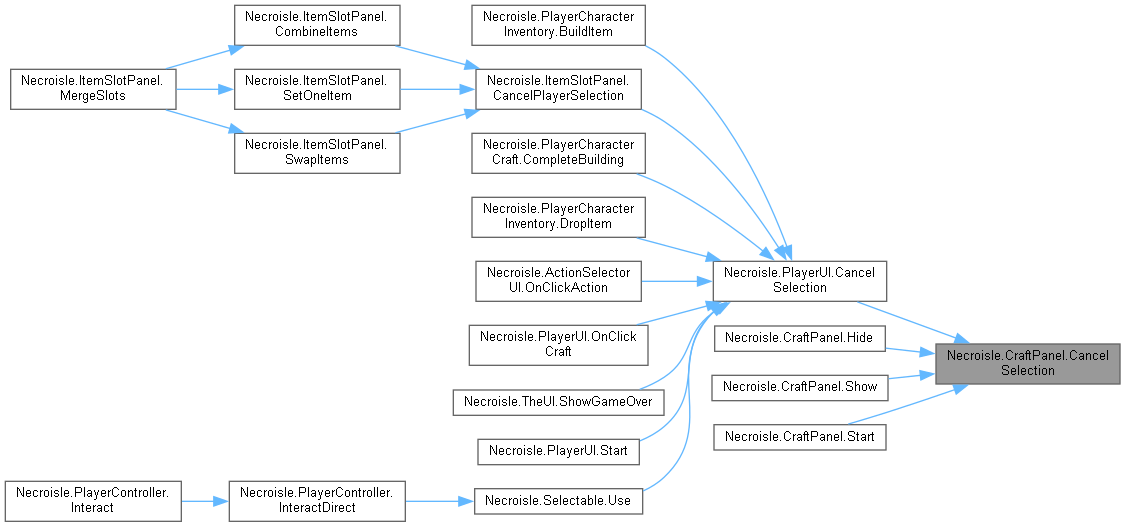 Necroisle.ItemSlotPanel.
CombineItems
Necroisle.PlayerCharacter
Inventory.BuildItem
Necroisle.ItemSlotPanel.
MergeSlots
Necroisle.ItemSlotPanel.
SetOneItem
Necroisle.ItemSlotPanel.
CancelPlayerSelection
Necroisle.ItemSlotPanel.
SwapItems
Necroisle.PlayerCharacter
Craft.CompleteBuilding
Necroisle.PlayerCharacter
Inventory.DropItem
Necroisle.ActionSelector
UI.OnClickAction
Necroisle.PlayerUI.Cancel
Selection
Necroisle.PlayerUI.OnClick
Craft
Necroisle.CraftPanel.Hide
Necroisle.CraftPanel.Cancel
Selection
Necroisle.CraftPanel.Show
Necroisle.TheUI.ShowGameOver
Necroisle.CraftPanel.Start
Necroisle.PlayerUI.Start
Necroisle.PlayerController.
Interact
Necroisle.PlayerController.
InteractDirect
Necroisle.Selectable.Use